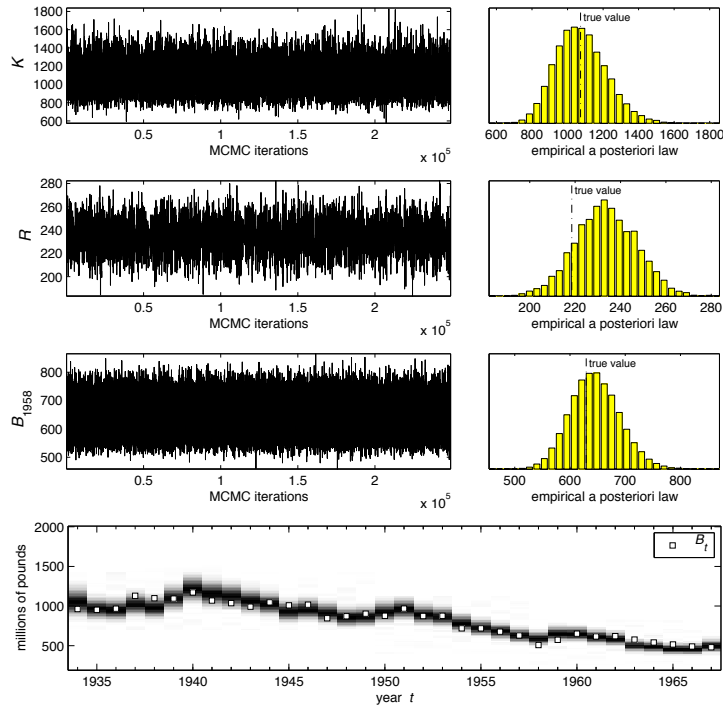 1800
1600
1400
1200
1000
800
600
K
0.5 1 1.5 2
MCMC iterations
x 10^5
true value
600 800 1000 1200 1400 1600 1800
empirical a posteriori law
280
260
240
220
200
R
0.5 1 1.5 2
MCMC iterations
x 10^5
true value
200 220 240 260 280
empirical a posteriori law
800
700
600
500
B_1958
0.5 1 1.5 2
MCMC iterations
x 10^5
true value
500 600 700 800
empirical a posteriori law
2000
1500
1000
500
millions of pounds
B_t
1935 1940 1945 1950 1955 1960 1965
year t